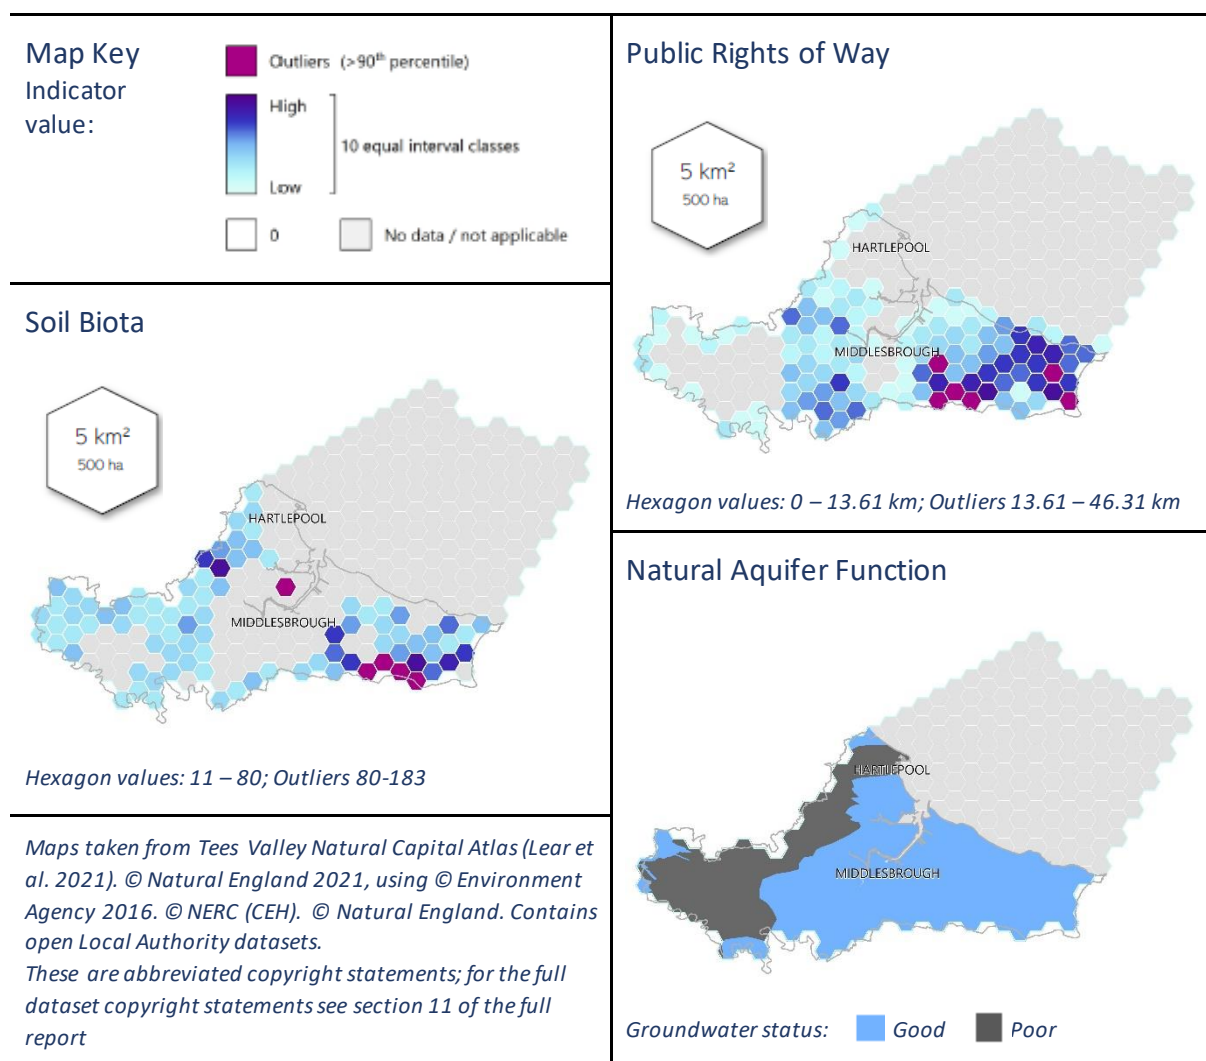 Map Key
Indicator
value:
Outliers (>90th percentile)
High
10 equal interval classes
Low
0
No data / not applicable
Soil Biota
5 km²
500 ha
HARTLEPOOL
MIDDLESBROUGH
Hexagon values: 11 – 80; Outliers 80-183
Maps taken from Tees Valley Natural Capital Atlas (Lear et
al. 2021). © Natural England 2021, using © Environment
Agency 2016. © NERC (CEH). © Natural England. Contains
open Local Authority datasets.
These are abbreviated copyright statements; for the full
dataset copyright statements see section 11 of the full
report
Public Rights of Way
5 km²
500 ha
HARTLEPOOL
MIDDLESBROUGH
Hexagon values: 0 – 13.61 km; Outliers 13.61 – 46.31 km
Natural Aquifer Function
HARTLEPOOL
MIDDLESBROUGH
Groundwater status: Good Poor